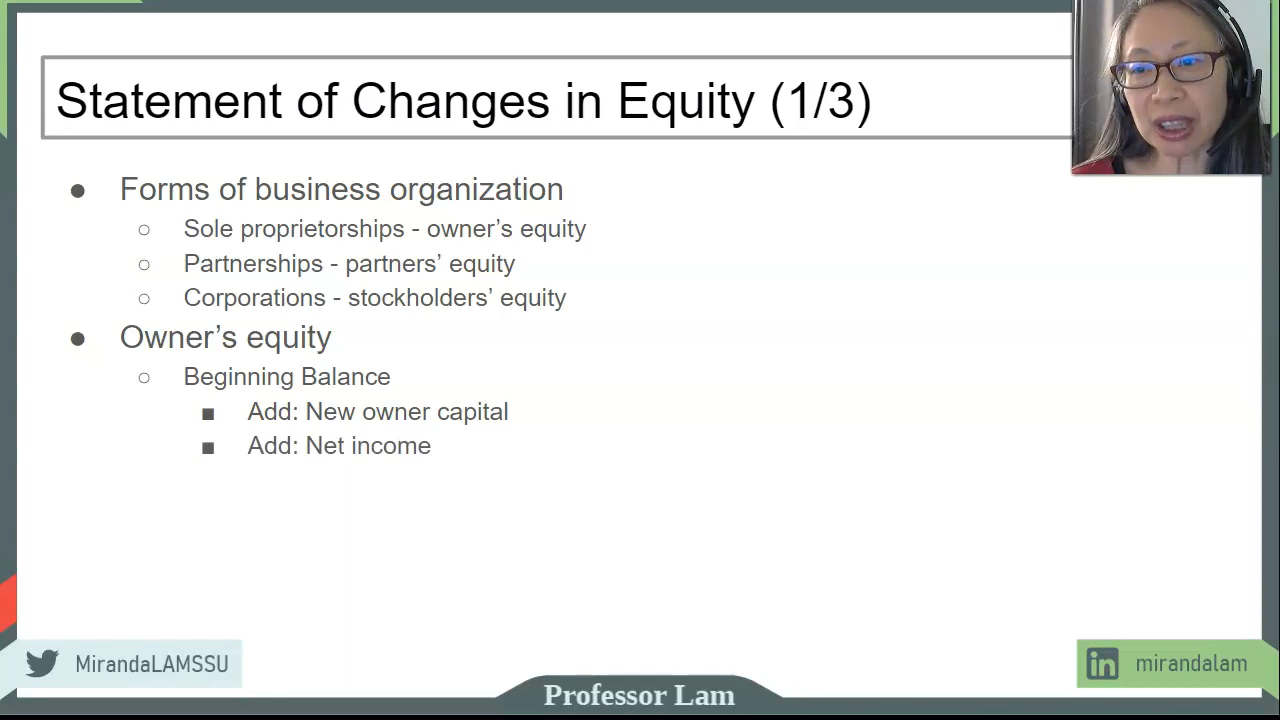 Statement of Changes in Equity (1/3)
● Forms of business organization
○ Sole proprietorships - owner’s equity
○ Partnerships - partners’ equity
○ Corporations - stockholders’ equity
● Owner’s equity
○ Beginning Balance
■ Add: New owner capital
■ Add: Net income
MirandaLAMSSU
in mirandalam
Professor Lam